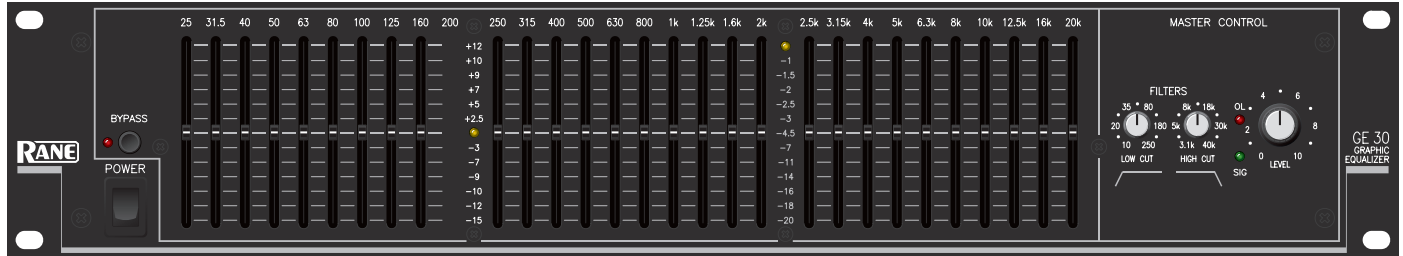 25 31.5 40 50 63 80 100 125 160 200 250 315 400 500 630 800 1k 1.25k 1.6k 2k 2.5k 3.15k 4k 5k 6.3k 8k 10k 12.5k 16k 20k
MASTER CONTROL
+12
+10 -1
+9 -1.5
+7 -2
+5 -2.5
+2.5 -3
-4.5
-3 -7
-7 -11
-9 -14
-10 -16
-12 -18
-15 -20
BYPASS
POWER
RANE
FILTERS
35 80
20 180
10 250
LOW CUT
8k 18k
5k 30k
3.1k 40k
HIGH CUT
OL
SIG
4 6
2 8
0 10
LEVEL
GE 30
GRAPHIC
EQUALIZER